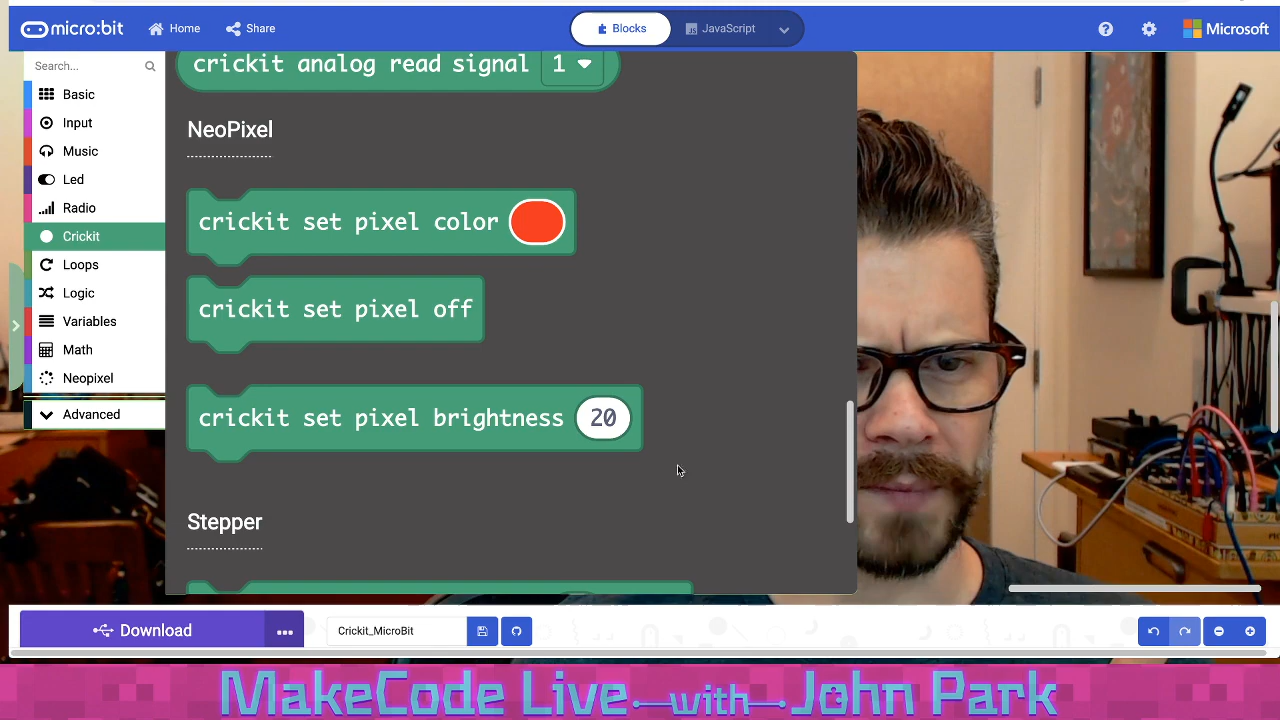 micro:bit
Home
Share
Blocks
JavaScript
Microsoft
Search...
Basic
Input
Music
Led
Radio
Crickit
Loops
Logic
Variables
Math
Neopixel
Advanced
crickit analog read signal 1
NeoPixel
crickit set pixel color
crickit set pixel off
crickit set pixel brightness 20
Stepper
Download
Crickit_MicroBit
MakeCode Live with John Park